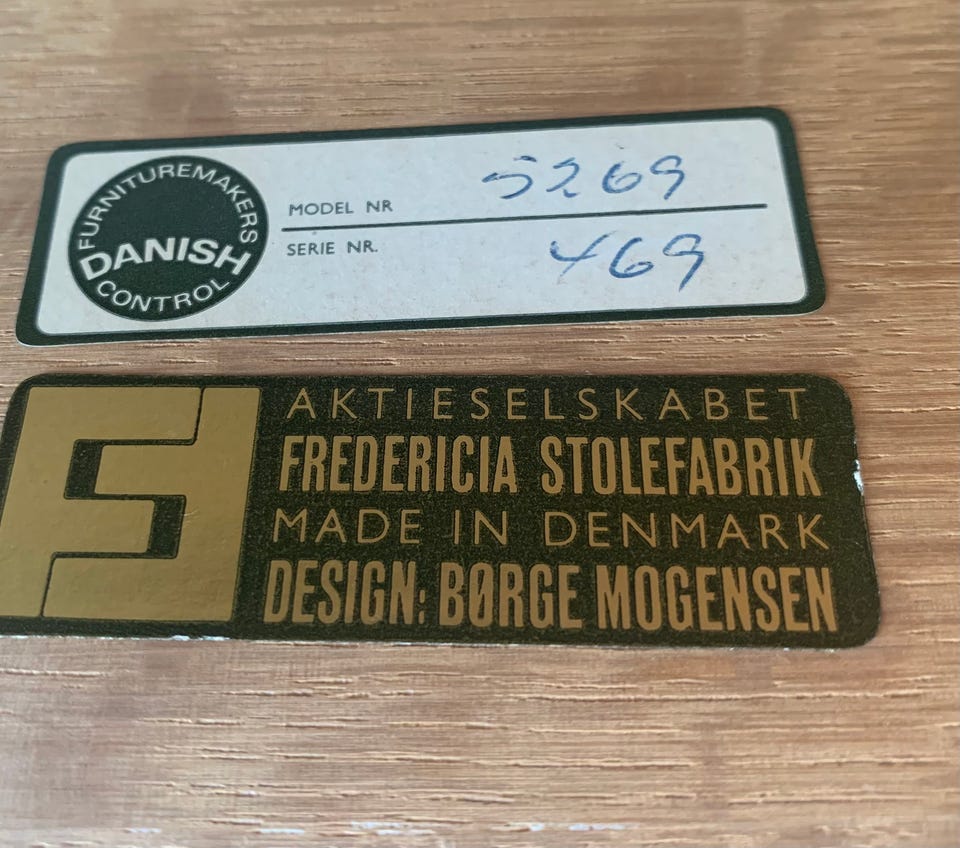 FURNITUREMAKERS
DANISH
CONTROL
MODEL NR 5269
SERIE NR. 469
AKTIESELSKABET
FREDERICIA STOLEFABRIK
MADE IN DENMARK
DESIGN: BØRGE MOGENSEN